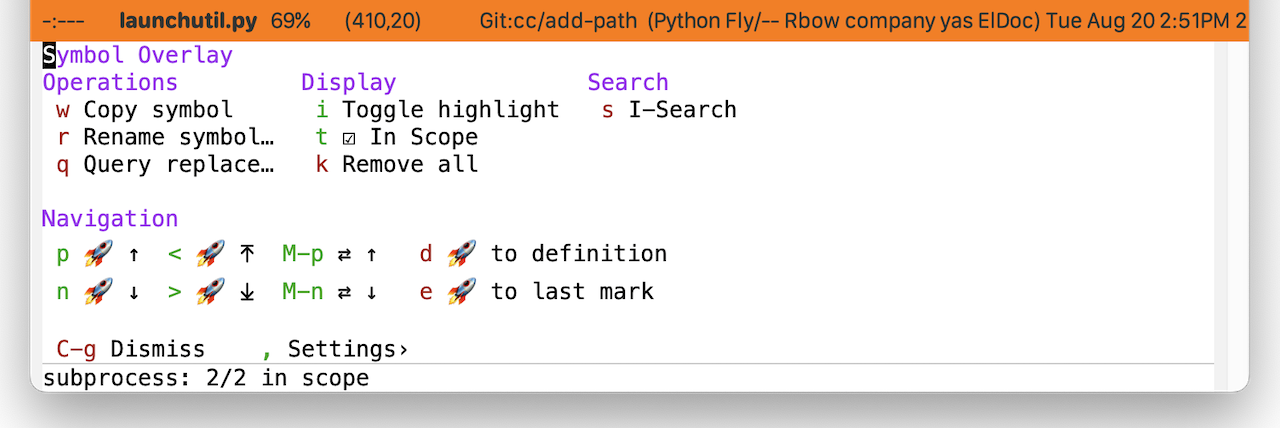 -:--- launchutil.py 69% (410,20) Git:cc/add-path (Python Fly/-- Rbow company yas ElDoc) Tue Aug 20 2:51PM 2
Symbol Overlay
Operations Display Search
w Copy symbol i Toggle highlight s I-Search
r Rename symbol… t ☑ In Scope
q Query replace… k Remove all
Navigation
p 🚀 ↑ < 🚀 ⤒ M-p ⇄ ↑ d 🚀 to definition
n 🚀 ↓ > 🚀 ⤓ M-n ⇄ ↓ e 🚀 to last mark
C-g Dismiss , Settings›
subprocess: 2/2 in scope